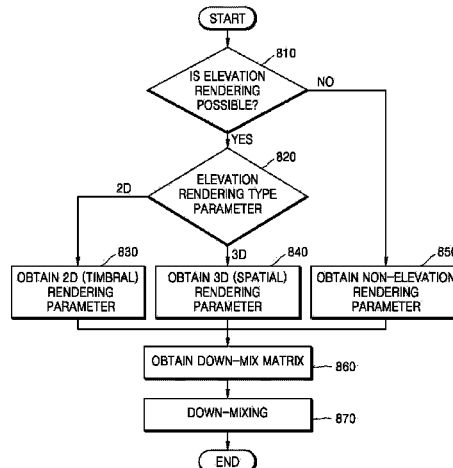 START
810
IS ELEVATION
RENDERING
POSSIBLE?
NO
YES
820
ELEVATION
RENDERING TYPE
PARAMETER
2D
3D
830
OBTAIN 2D (TIMBRAL)
RENDERING
PARAMETER
840
OBTAIN 3D (SPATIAL)
RENDERING
PARAMETER
850
OBTAIN NON-ELEVATION
RENDERING
PARAMETER
OBTAIN DOWN-MIX MATRIX
860
DOWN-MIXING
870
END